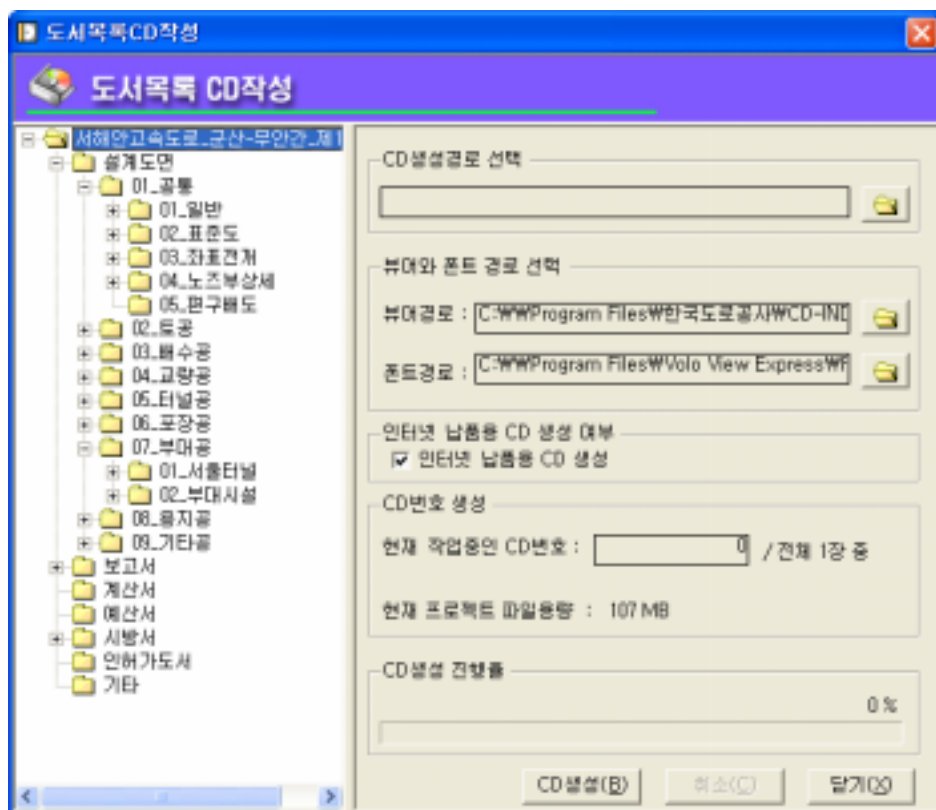 도서목록CD작성
도서목록 CD작성
서해안고속도로_군산-무안간_제1
설계도면
01_공통
01_일반
02_표준도
03_좌표전개
04_노즈부상세
05_편구배도
02_토공
03_배수공
04_교량공
05_터널공
06_포장공
07_부대공
01_서울터널
02_부대시설
08_용지공
09_기타공
보고서
계산서
예산서
시방서
인허가도서
기타
CD생성경로 선택
뷰어와 폰트 경로 선택
뷰어경로 : C:₩₩Program Files₩한국도로공사₩CD-IND
폰트경로 : C:₩₩Program Files₩Volo View Express₩F
인터넷 납품용 CD 생성 여부
인터넷 납품용 CD 생성
CD번호 생성
현재 작업중인 CD번호 : 0 / 전체 1장 중
현재 프로젝트 파일용량 : 107 MB
CD생성 진행율
0 %
CD생성(B) 취소(C) 닫기(X)